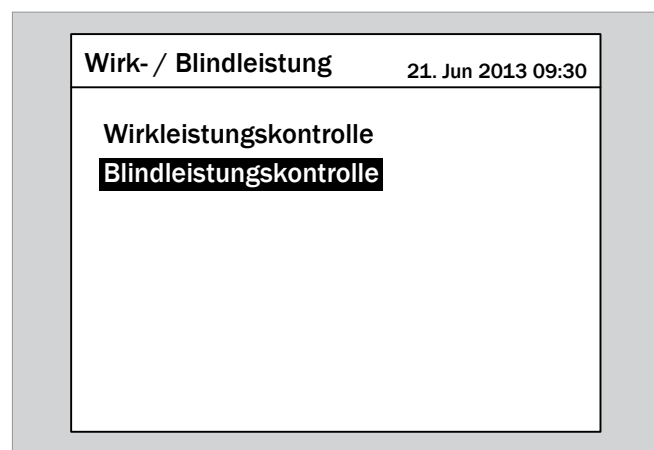 Wirk- / Blindleistung 21. Jun 2013 09:30
Wirkleistungskontrolle
Blindleistungskontrolle